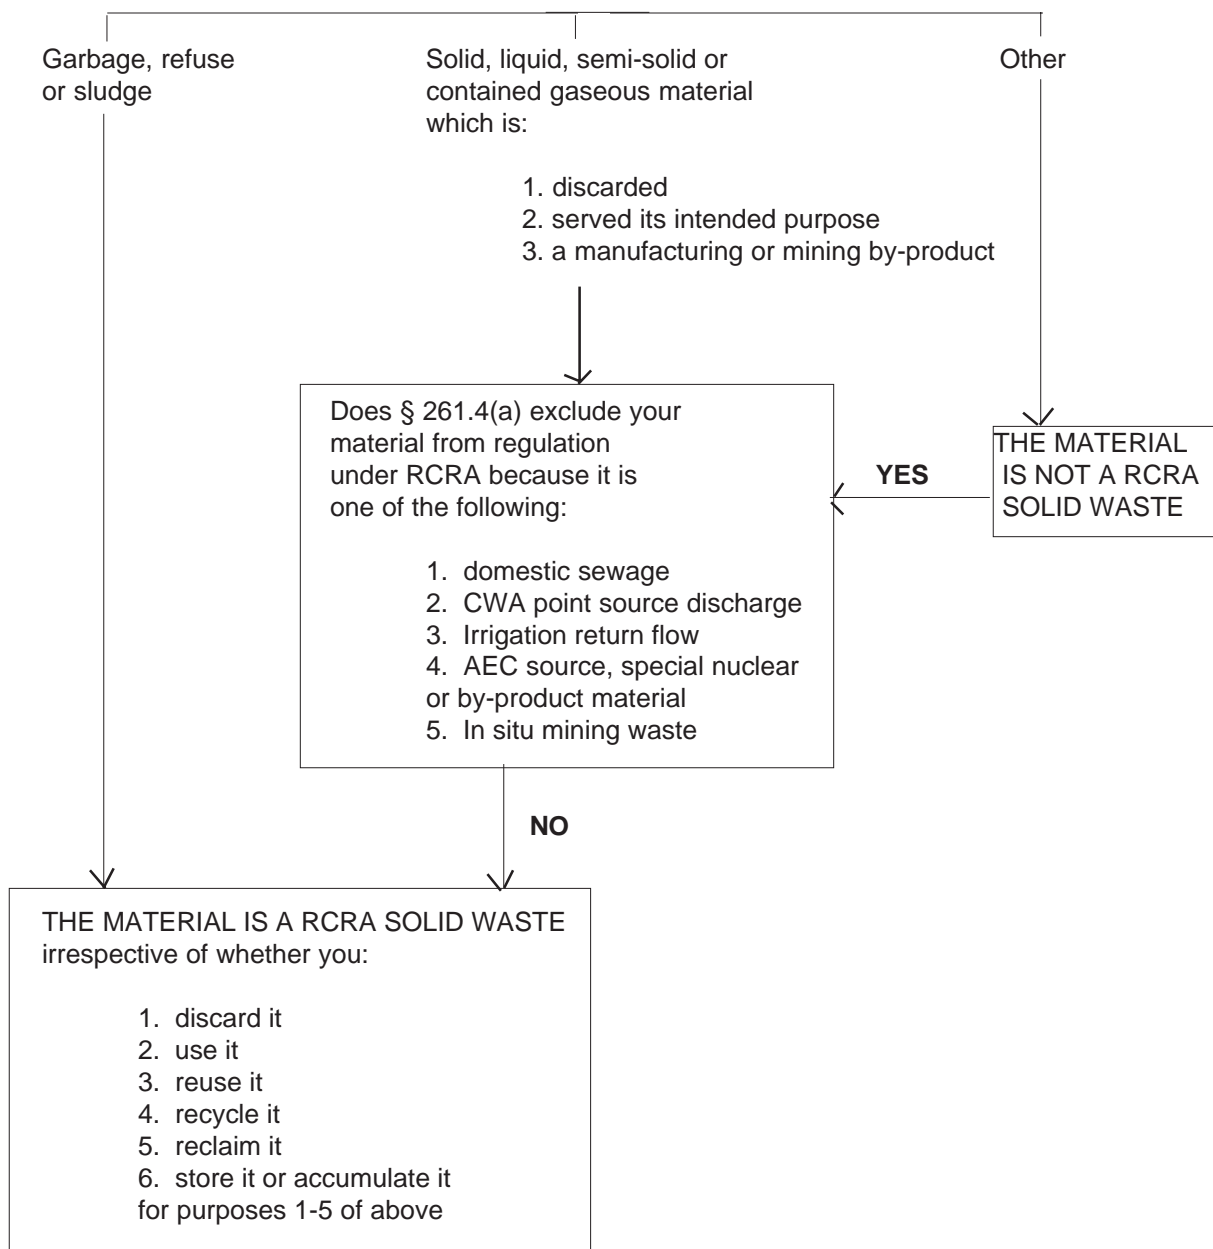 Garbage, refuse
or sludge
Solid, liquid, semi-solid or
contained gaseous material
which is:
1. discarded
2. served its intended purpose
3. a manufacturing or mining by-product
Other
Does § 261.4(a) exclude your
material from regulation
under RCRA because it is
one of the following:
1. domestic sewage
2. CWA point source discharge
3. Irrigation return flow
4. AEC source, special nuclear
or by-product material
5. In situ mining waste
YES
THE MATERIAL
IS NOT A RCRA
SOLID WASTE
NO
THE MATERIAL IS A RCRA SOLID WASTE
irrespective of whether you:
1. discard it
2. use it
3. reuse it
4. recycle it
5. reclaim it
6. store it or accumulate it
for purposes 1-5 of above